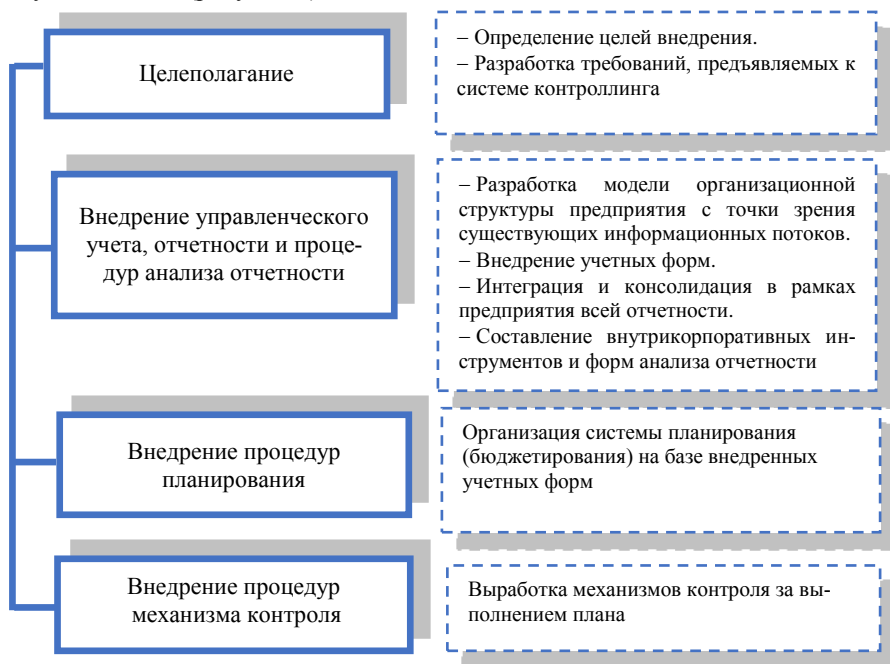 Целеполагание
– Определение целей внедрения.
– Разработка требований, предъявляемых к
системе контроллинга
Внедрение управленческого
учета, отчетности и проце-
дур анализа отчетности
– Разработка модели организационной
структуры предприятия с точки зрения
существующих информационных потоков.
– Внедрение учетных форм.
– Интеграция и консолидация в рамках
предприятия всей отчетности.
– Составление внутрикорпоративных ин-
струментов и форм анализа отчетности
Внедрение процедур
планирования
Организация системы планирования
(бюджетирования) на базе внедренных
учетных форм
Внедрение процедур
механизма контроля
Выработка механизмов контроля за вы-
полнением плана